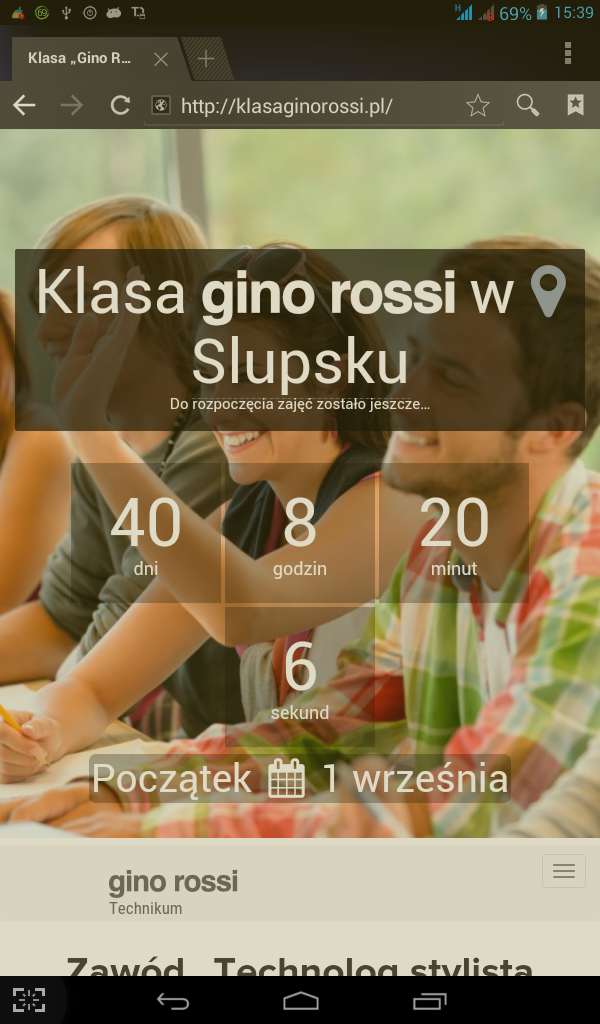 69
69% 15:39
Klasa „Gino R...
http://klasaginorossi.pl/
Klasa gino rossi w
Slupsku
Do rozpoczęcia zajęć zostało jeszcze...
40 8 20
dni godzin minut
6
sekund
Początek 1 września
gino rossi
Technikum
Zawód Technolog stylista